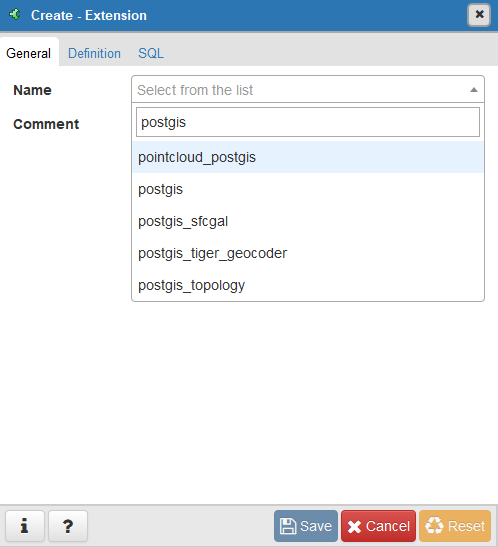 Create - Extension
General Definition SQL
Name Select from the list
postgis
Comment
pointcloud_postgis
postgis
postgis_sfcgal
postgis_tiger_geocoder
postgis_topology
i ? Save Cancel Reset